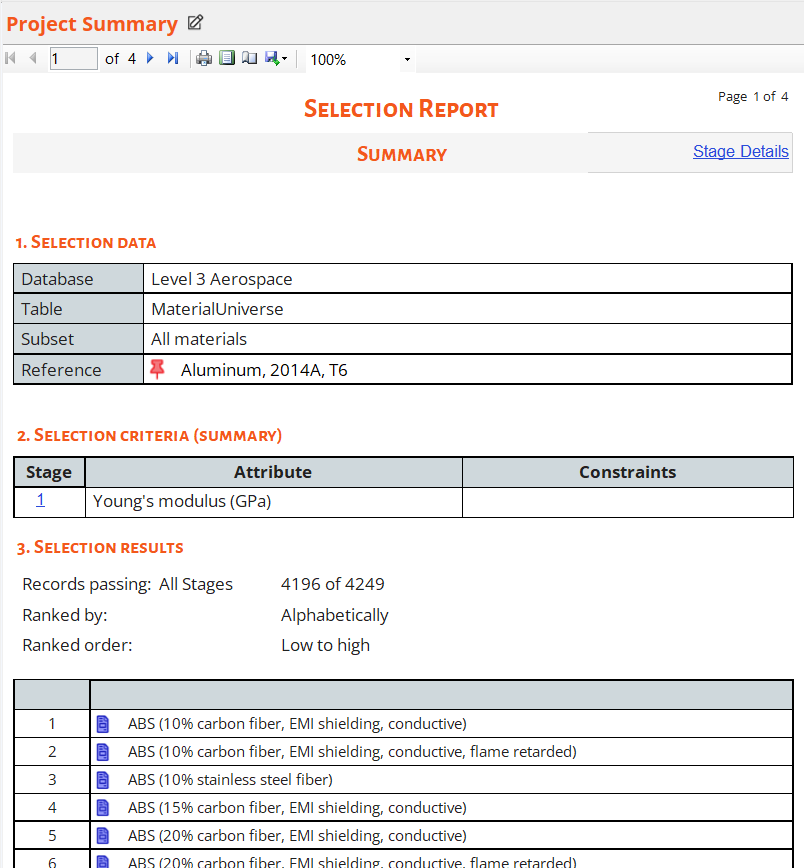 Project Summary
1 of 4 100%
Page 1 of 4
Selection Report
Summary Stage Details
1. Selection data
Database Level 3 Aerospace
Table MaterialUniverse
Subset All materials
Reference Aluminum, 2014A, T6
2. Selection criteria (summary)
Stage Attribute Constraints
1 Young's modulus (GPa)
3. Selection results
Records passing: All Stages 4196 of 4249
Ranked by: Alphabetically
Ranked order: Low to high
1 ABS (10% carbon fiber, EMI shielding, conductive)
2 ABS (10% carbon fiber, EMI shielding, conductive, flame retarded)
3 ABS (10% stainless steel fiber)
4 ABS (15% carbon fiber, EMI shielding, conductive)
5 ABS (20% carbon fiber, EMI shielding, conductive)
6 ABS (20% carbon fiber, EMI shielding, conductive, flame retarded)